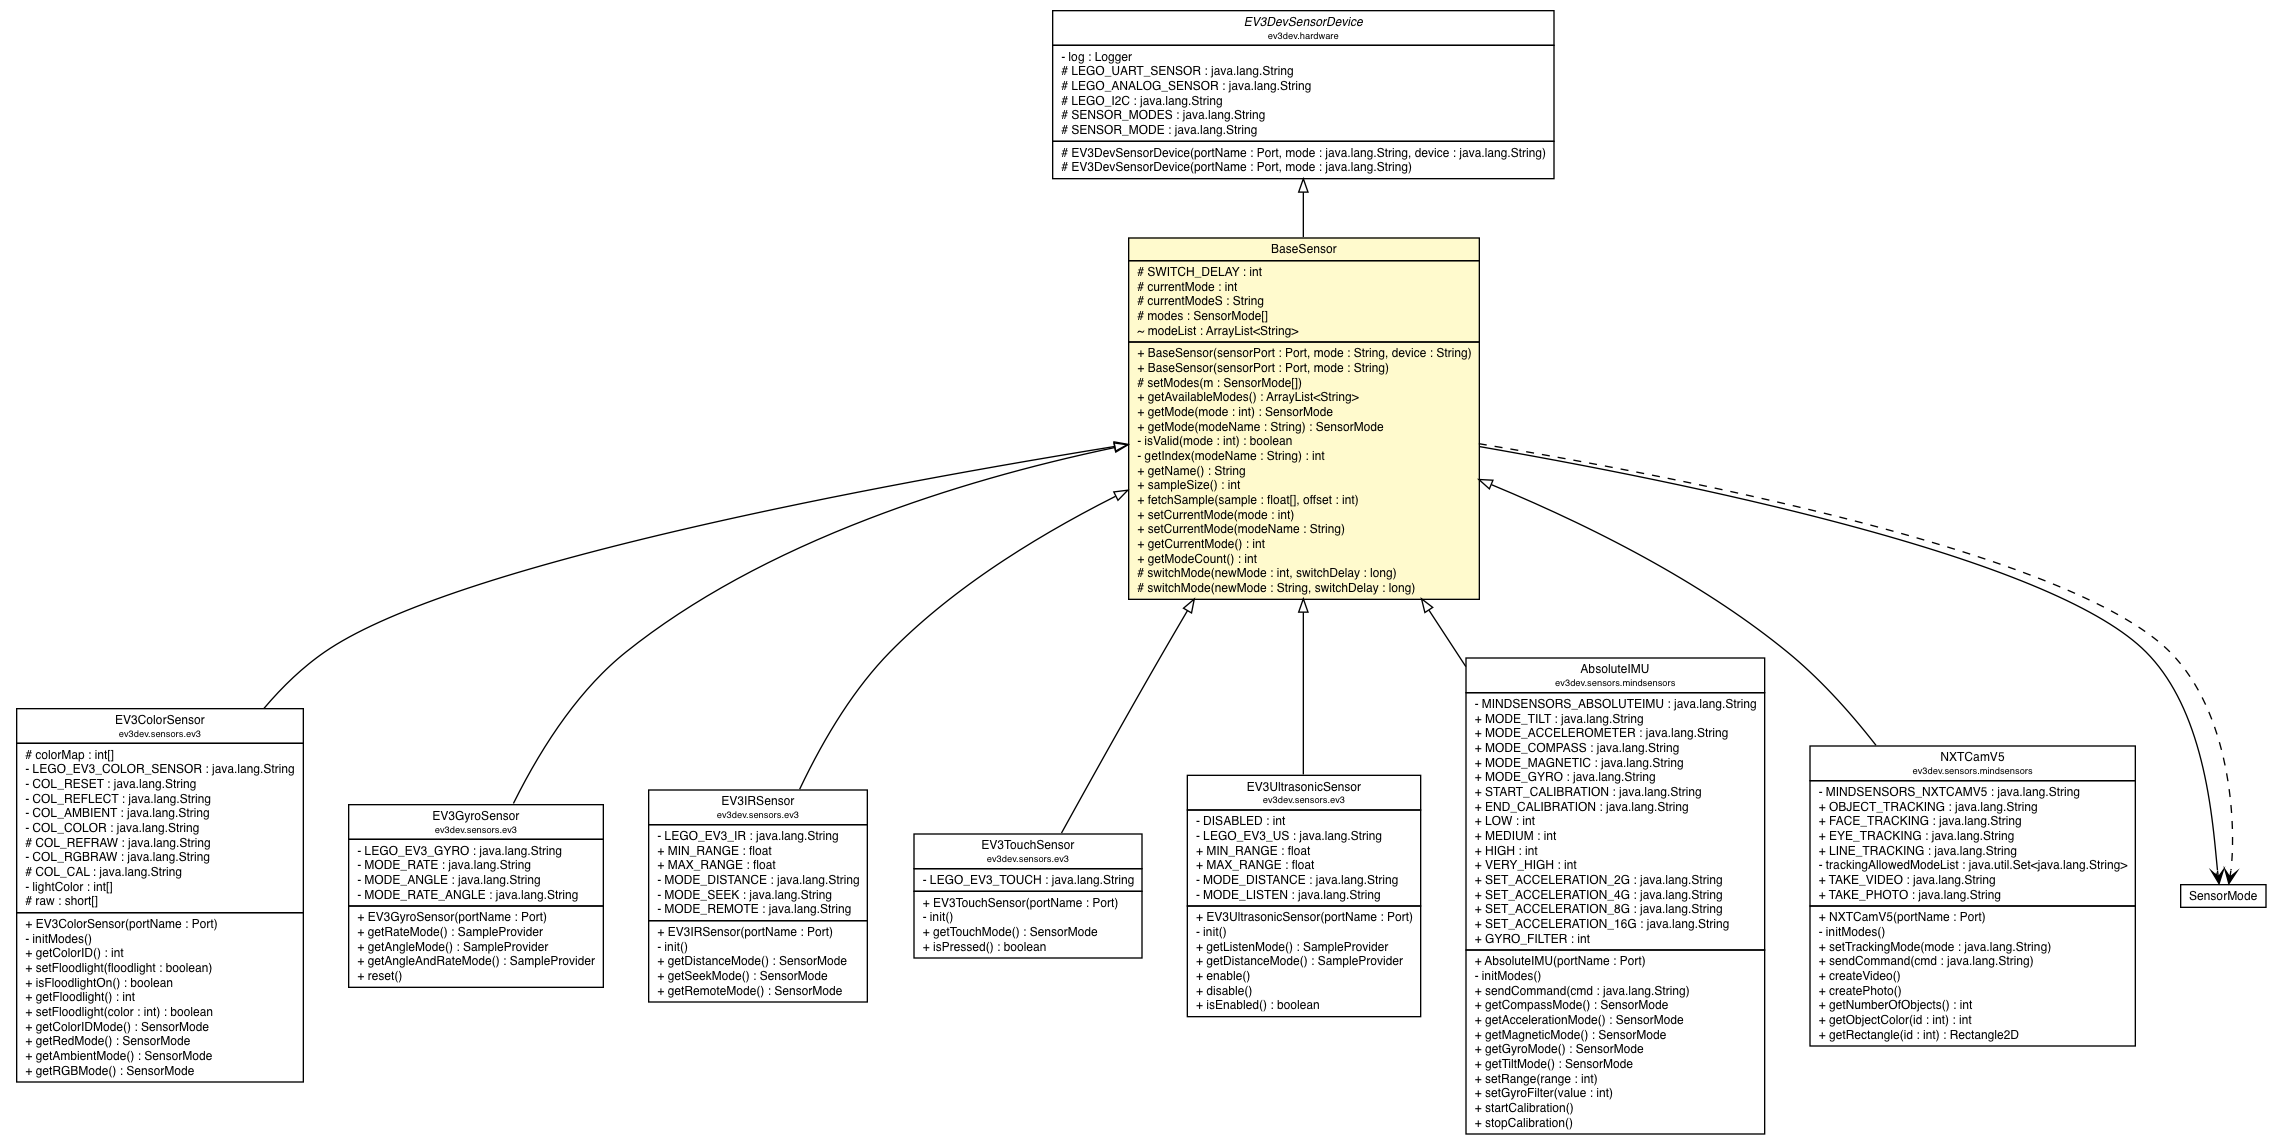 EV3DevSensorDevice
ev3dev.hardware
- log : Logger
# LEGO_UART_SENSOR : java.lang.String
# LEGO_ANALOG_SENSOR : java.lang.String
# LEGO_I2C : java.lang.String
# SENSOR_MODES : java.lang.String
# SENSOR_MODE : java.lang.String
# EV3DevSensorDevice(portName : Port, mode : java.lang.String, device : java.lang.String)
# EV3DevSensorDevice(portName : Port, mode : java.lang.String)
BaseSensor
# SWITCH_DELAY : int
# currentMode : int
# currentModeS : String
# modes : SensorMode[]
~ modeList : ArrayList<String>
+ BaseSensor(sensorPort : Port, mode : String, device : String)
+ BaseSensor(sensorPort : Port, mode : String)
# setModes(m : SensorMode[])
+ getAvailableModes() : ArrayList<String>
+ getMode(mode : int) : SensorMode
+ getMode(modeName : String) : SensorMode
- isValid(mode : int) : boolean
- getIndex(modeName : String) : int
+ getName() : String
+ sampleSize() : int
+ fetchSample(sample : float[], offset : int)
+ setCurrentMode(mode : int)
+ setCurrentMode(modeName : String)
+ getCurrentMode() : int
+ getModeCount() : int
# switchMode(newMode : int, switchDelay : long)
# switchMode(newMode : String, switchDelay : long)
EV3ColorSensor
ev3dev.sensors.ev3
# colorMap : int[]
- LEGO_EV3_COLOR_SENSOR : java.lang.String
- COL_RESET : java.lang.String
- COL_REFLECT : java.lang.String
- COL_AMBIENT : java.lang.String
- COL_COLOR : java.lang.String
# COL_REFRAW : java.lang.String
- COL_RGBRAW : java.lang.String
# COL_CAL : java.lang.String
- lightColor : int[]
# raw : short[]
+ EV3ColorSensor(portName : Port)
- initModes()
+ getColorID() : int
+ setFloodlight(floodlight : boolean)
+ isFloodlightOn() : boolean
+ getFloodlight() : int
+ setFloodlight(color : int) : boolean
+ getColorIDMode() : SensorMode
+ getRedMode() : SensorMode
+ getAmbientMode() : SensorMode
+ getRGBMode() : SensorMode
EV3GyroSensor
ev3dev.sensors.ev3
- LEGO_EV3_GYRO : java.lang.String
- MODE_RATE : java.lang.String
- MODE_ANGLE : java.lang.String
- MODE_RATE_ANGLE : java.lang.String
+ EV3GyroSensor(portName : Port)
+ getRateMode() : SampleProvider
+ getAngleMode() : SampleProvider
+ getAngleAndRateMode() : SampleProvider
+ reset()
EV3IRSensor
ev3dev.sensors.ev3
- LEGO_EV3_IR : java.lang.String
+ MIN_RANGE : float
+ MAX_RANGE : float
- MODE_DISTANCE : java.lang.String
- MODE_SEEK : java.lang.String
- MODE_REMOTE : java.lang.String
+ EV3IRSensor(portName : Port)
- init()
+ getDistanceMode() : SensorMode
+ getSeekMode() : SensorMode
+ getRemoteMode() : SensorMode
EV3TouchSensor
ev3dev.sensors.ev3
- LEGO_EV3_TOUCH : java.lang.String
+ EV3TouchSensor(portName : Port)
- init()
+ getTouchMode() : SensorMode
+ isPressed() : boolean
EV3UltrasonicSensor
ev3dev.sensors.ev3
- DISABLED : int
- LEGO_EV3_US : java.lang.String
+ MIN_RANGE : float
+ MAX_RANGE : float
- MODE_DISTANCE : java.lang.String
- MODE_LISTEN : java.lang.String
+ EV3UltrasonicSensor(portName : Port)
- init()
+ getListenMode() : SampleProvider
+ getDistanceMode() : SampleProvider
+ enable()
+ disable()
+ isEnabled() : boolean
AbsoluteIMU
ev3dev.sensors.mindsensors
- MINDSENSORS_ABSOLUTEIMU : java.lang.String
+ MODE_TILT : java.lang.String
+ MODE_ACCELEROMETER : java.lang.String
+ MODE_COMPASS : java.lang.String
+ MODE_MAGNETIC : java.lang.String
+ MODE_GYRO : java.lang.String
+ START_CALIBRATION : java.lang.String
+ END_CALIBRATION : java.lang.String
+ LOW : int
+ MEDIUM : int
+ HIGH : int
+ VERY_HIGH : int
+ SET_ACCELERATION_2G : java.lang.String
+ SET_ACCELERATION_4G : java.lang.String
+ SET_ACCELERATION_8G : java.lang.String
+ SET_ACCELERATION_16G : java.lang.String
+ GYRO_FILTER : int
+ AbsoluteIMU(portName : Port)
- initModes()
+ sendCommand(cmd : java.lang.String)
+ getCompassMode() : SensorMode
+ getAccelerationMode() : SensorMode
+ getMagneticMode() : SensorMode
+ getGyroMode() : SensorMode
+ getTiltMode() : SensorMode
+ setRange(range : int)
+ setGyroFilter(value : int)
+ startCalibration()
+ stopCalibration()
NXTCamV5
ev3dev.sensors.mindsensors
- MINDSENSORS_NXTCAMV5 : java.lang.String
+ OBJECT_TRACKING : java.lang.String
+ FACE_TRACKING : java.lang.String
+ EYE_TRACKING : java.lang.String
+ LINE_TRACKING : java.lang.String
- trackingAllowedModeList : java.util.Set<java.lang.String>
+ TAKE_VIDEO : java.lang.String
+ TAKE_PHOTO : java.lang.String
+ NXTCamV5(portName : Port)
- initModes()
+ setTrackingMode(mode : java.lang.String)
+ sendCommand(cmd : java.lang.String)
+ createVideo()
+ createPhoto()
+ getNumberOfObjects() : int
+ getObjectColor(id : int) : int
+ getRectangle(id : int) : Rectangle2D
SensorMode